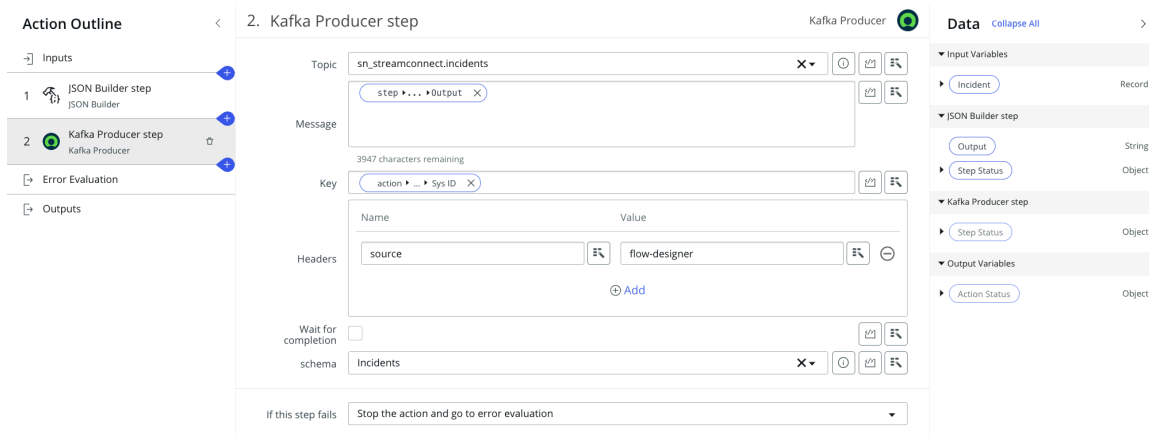 Action Outline
Inputs
1 JSON Builder step
JSON Builder
2 Kafka Producer step
Kafka Producer
Error Evaluation
Outputs
2. Kafka Producer step
Kafka Producer
Topic
sn_streamconnect.incidents
Message
step ▸... ▸Output
3947 characters remaining
Key
action ▸ ... ▸ Sys ID
Headers
Name Value
source flow-designer
Add
Wait for
completion
schema
Incidents
If this step fails
Stop the action and go to error evaluation
Data Collapse All
Input Variables
Incident Record
JSON Builder step
Output String
Step Status Object
Kafka Producer step
Step Status Object
Output Variables
Action Status Object